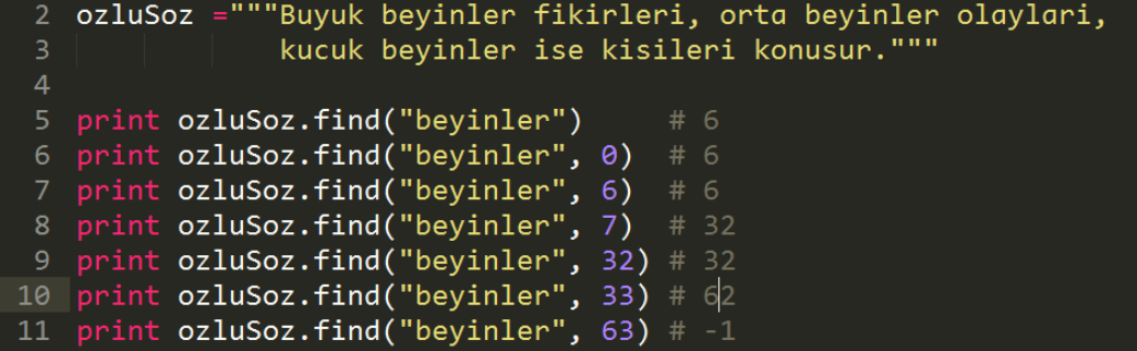 2 ozluSoz ="""Buyuk beyinler fikirleri, orta beyinler olaylari,
3 kucuk beyinler ise kisileri konusur."""
4
5 print ozluSoz.find("beyinler") # 6
6 print ozluSoz.find("beyinler", 0) # 6
7 print ozluSoz.find("beyinler", 6) # 6
8 print ozluSoz.find("beyinler", 7) # 32
9 print ozluSoz.find("beyinler", 32) # 32
10 print ozluSoz.find("beyinler", 33) # 62
11 print ozluSoz.find("beyinler", 63) # -1